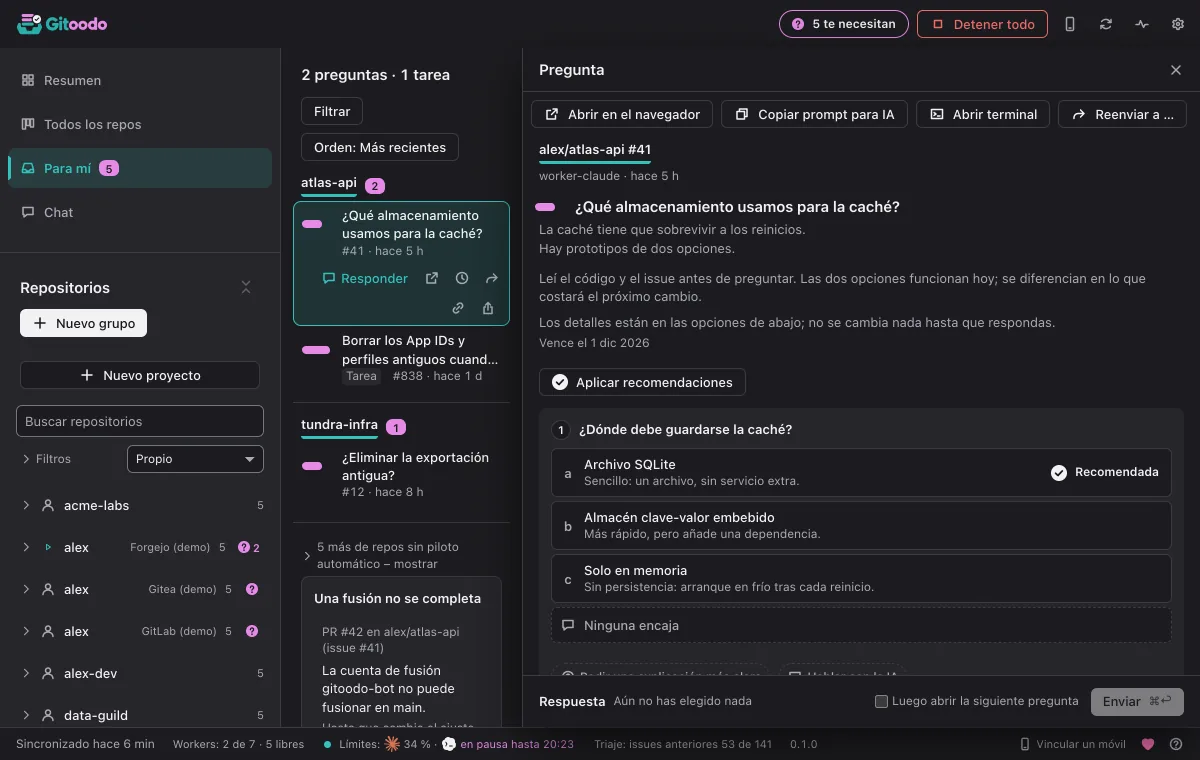 Gitoodo
5 te necesitan
Detener todo
Resumen
Todos los repos
Para mí 5
Chat
Repositorios
Nuevo grupo
Nuevo proyecto
Buscar repositorios
Filtros
Propio
acme-labs 5
alex Forgejo (demo) 5 2
alex Gitea (demo) 5
alex GitLab (demo) 5
alex-dev 5
data-guild 5
2 preguntas · 1 tarea
Filtrar
Orden: Más recientes
atlas-api 2
¿Qué almacenamiento
usamos para la caché?
#41 · hace 5 h
Responder
Borrar los App IDs y
perfiles antiguos cuand...
Tarea #838 · hace 1 d
tundra-infra 1
¿Eliminar la exportación
antigua?
#12 · hace 8 h
5 más de repos sin piloto
automático – mostrar
Una fusión no se completa
PR #42 en alex/atlas-api
(issue #41)
La cuenta de fusión
gitoodo-bot no puede
fusionar en main.
Pregunta
Abrir en el navegador
Copiar prompt para IA
Abrir terminal
Reenviar a ...
alex/atlas-api #41
worker-claude · hace 5 h
¿Qué almacenamiento usamos para la caché?
La caché tiene que sobrevivir a los reinicios.
Hay prototipos de dos opciones.
Leí el código y el issue antes de preguntar. Las dos opciones funcionan hoy; se diferencian en lo que
costará el próximo cambio.
Los detalles están en las opciones de abajo; no se cambia nada hasta que respondas.
Vence el 1 dic 2026
Aplicar recomendaciones
1 ¿Dónde debe guardarse la caché?
a Archivo SQLite
Sencillo: un archivo, sin servicio extra.
Recomendada
b Almacén clave-valor embebido
Más rápido, pero añade una dependencia.
c Solo en memoria
Sin persistencia: arranque en frío tras cada reinicio.
Ninguna encaja
Respuesta Aún no has elegido nada
Luego abrir la siguiente pregunta
Enviar ⌘↩
Sincronizado hace 6 min
Workers: 2 de 7 · 5 libres
Límites: 34 % · en pausa hasta 20:23
Triaje: issues anteriores 53 de 141
0.1.0
Vincular un móvil